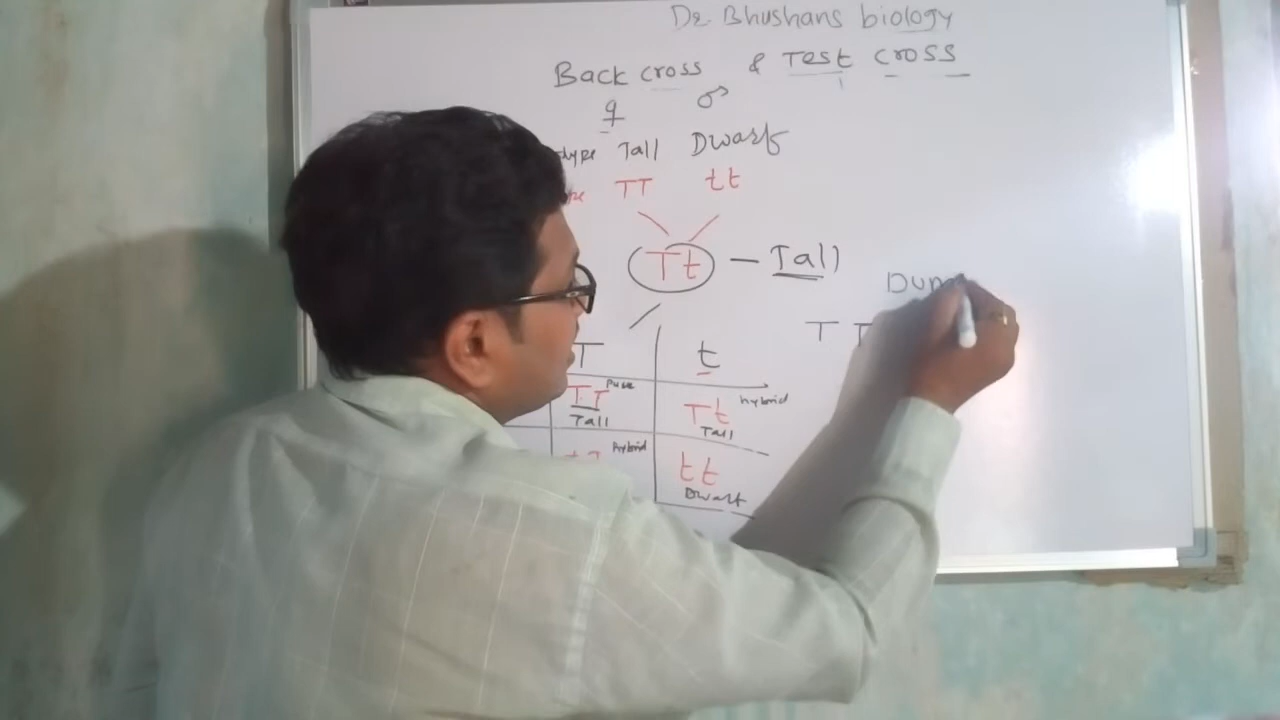 Dr Bhushans biology
Back cross & Test cross
♀ ♂
Tall Dwarf
TT tt
Tt — Tall
T T
T t
TT Pure Tall
Tt hybrid Tall
hybrid
tt Dwarf